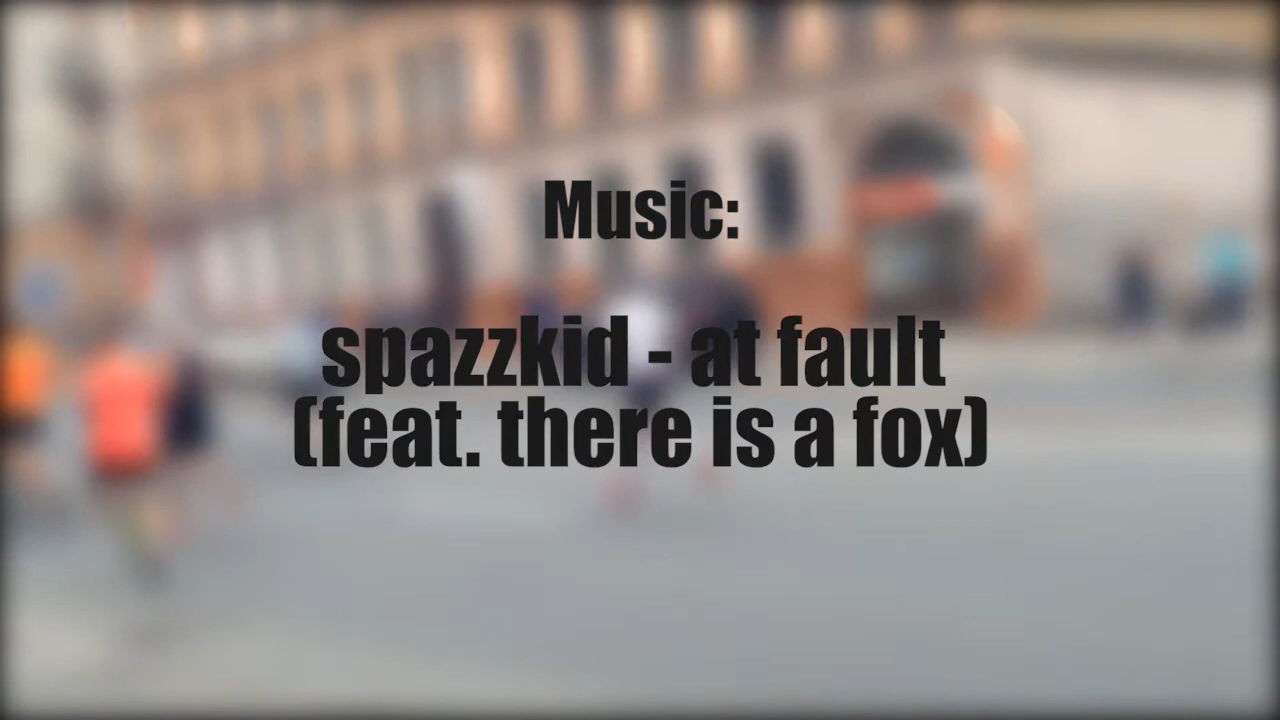 Music:
spazzkid - at fault
(feat. there is a fox)